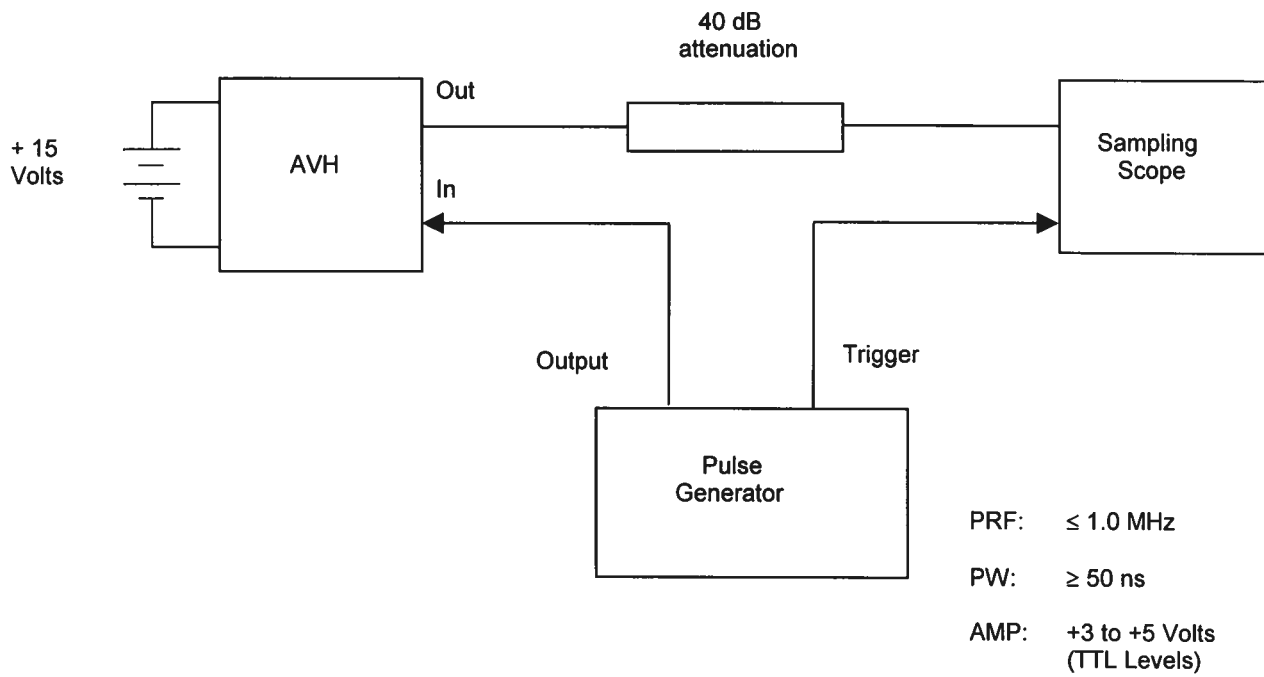 40 dB
attenuation
Out
+ 15
Volts
AVH
In
Sampling
Scope
Output
Trigger
Pulse
Generator
PRF: ≤ 1.0 MHz
PW: ≥ 50 ns
AMP: +3 to +5 Volts
(TTL Levels)